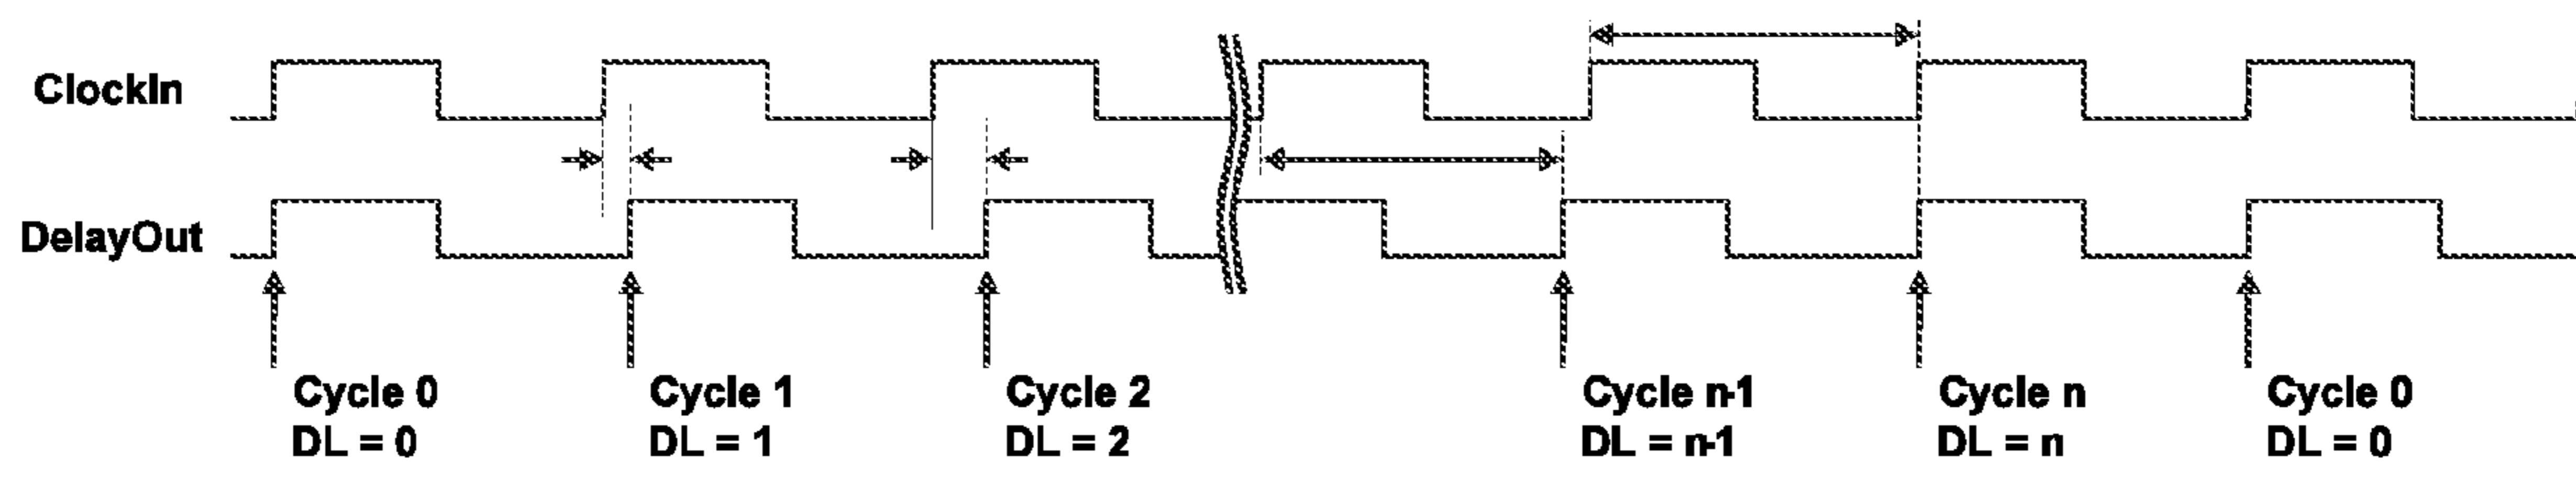 ClockIn
DelayOut
Cycle 0
DL = 0
Cycle 1
DL = 1
Cycle 2
DL = 2
Cycle n-1
DL = n-1
Cycle n
DL = n
Cycle 0
DL = 0